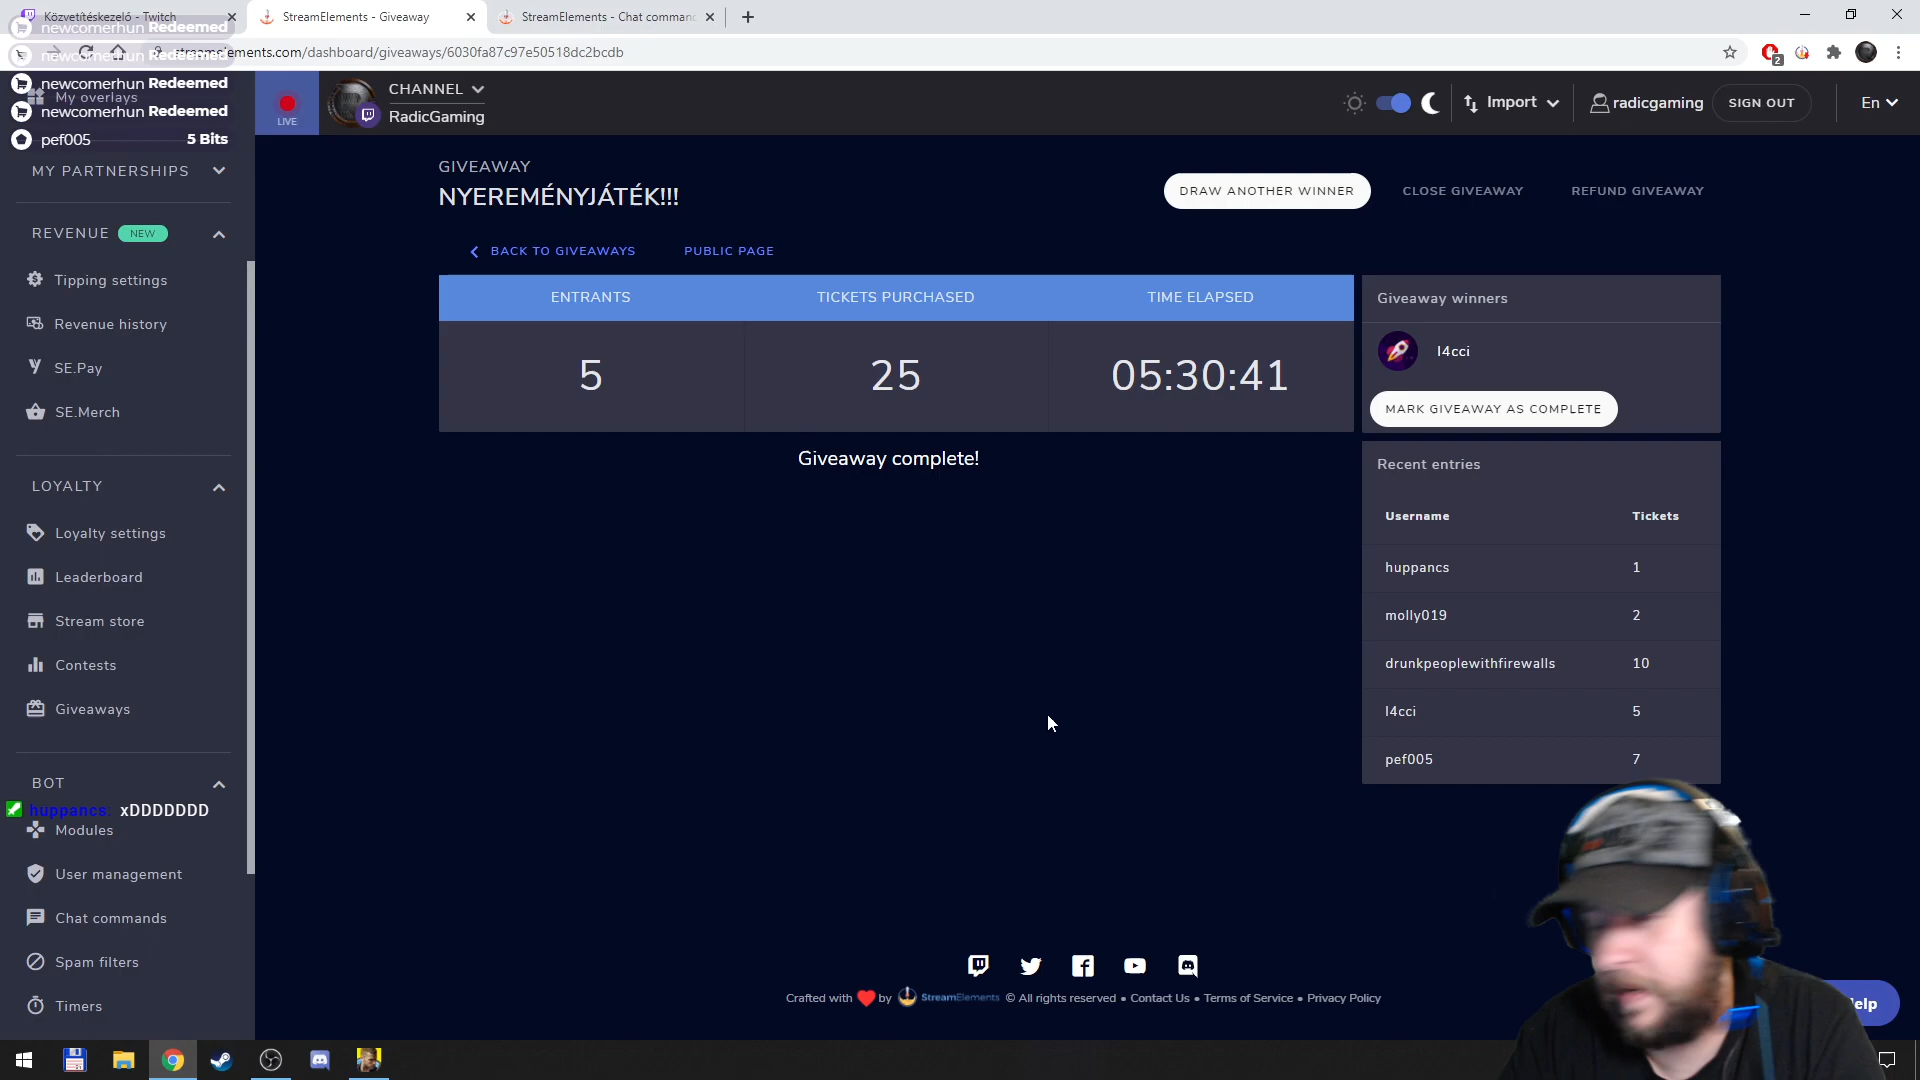 Közvetítéskezelő - Twitch
StreamElements - Giveaway
StreamElements - Chat comman
streamelements.com/dashboard/giveaways/6030fa87c97e50518dc2bcdb
2
newcomerhun Redeemed
newcomerhun Redeemed
newcomerhun Redeemed
newcomerhun Redeemed
pef005 5 Bits
My overlays
MY PARTNERSHIPS
REVENUE NEW
Tipping settings
Revenue history
SE.Pay
SE.Merch
LOYALTY
Loyalty settings
Leaderboard
Stream store
Contests
Giveaways
BOT
huppancs: xDDDDDDD
Modules
User management
Chat commands
Spam filters
Timers
LIVE
CHANNEL
RadicGaming
Import
radicgaming
SIGN OUT
En
GIVEAWAY
NYEREMÉNYJÁTÉK!!!
DRAW ANOTHER WINNER
CLOSE GIVEAWAY
REFUND GIVEAWAY
BACK TO GIVEAWAYS
PUBLIC PAGE
ENTRANTS TICKETS PURCHASED TIME ELAPSED
5 25 05:30:41
Giveaway complete!
Giveaway winners
l4cci
MARK GIVEAWAY AS COMPLETE
Recent entries
Username Tickets
huppancs 1
molly019 2
drunkpeoplewithfirewalls 10
l4cci 5
pef005 7
Crafted with by StreamElements © All rights reserved • Contact Us • Terms of Service • Privacy Policy